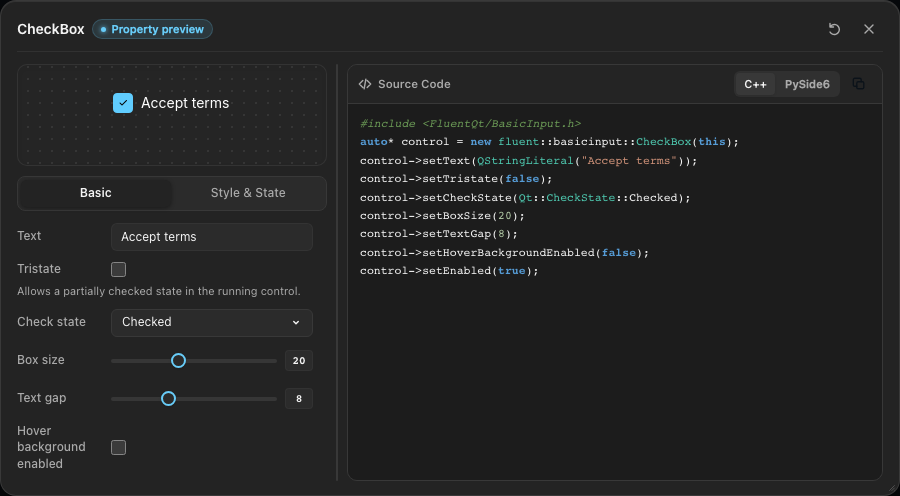 CheckBox
Property preview
Accept terms
Basic
Style & State
Text
Accept terms
Tristate
Allows a partially checked state in the running control.
Check state
Checked
Box size
20
Text gap
8
Hover
background
enabled
</> Source Code
C++
PySide6
#include <FluentQt/BasicInput.h>
auto* control = new fluent::basicinput::CheckBox(this);
control->setText(QStringLiteral("Accept terms"));
control->setTristate(false);
control->setCheckState(Qt::CheckState::Checked);
control->setBoxSize(20);
control->setTextGap(8);
control->setHoverBackgroundEnabled(false);
control->setEnabled(true);